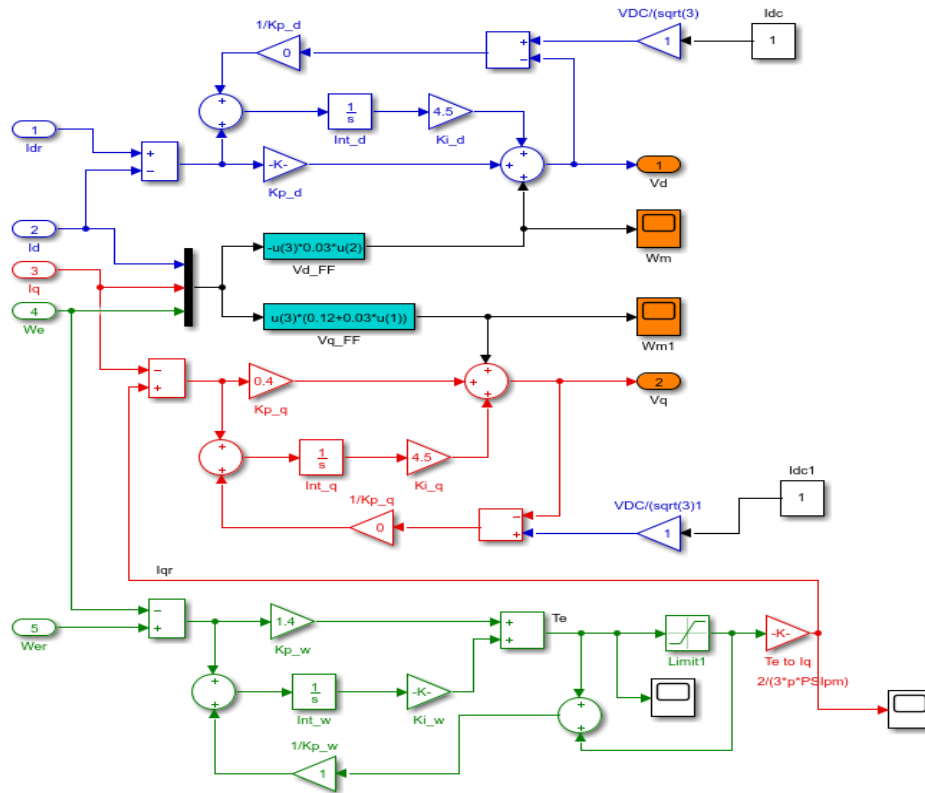 VDC/(sqrt(3)
Idc
1/Kp_d
0
+
−
1
1
+
+
1
s
Int_d
4.5
Ki_d
1
Idr
+
−
-K-
Kp_d
+
+
+
1
Vd
2
Id
-u(3)*0.03*u(2)
Vd_FF
Wm
3
Iq
4
We
u(3)*(0.12+0.03*u(1))
Vq_FF
Wm1
−
+
0.4
Kp_q
+
+
+
2
Vq
+
+
1
s
Int_q
4.5
Ki_q
1/Kp_q
0
−
+
VDC/(sqrt(3)1
1
Idc1
1
Iqr
5
Wer
−
+
1.4
Kp_w
+
+
Te
Limit1
-K-
Te to Iq
2/(3*p*PSIpm)
+
+
1
s
Int_w
-K-
Ki_w
+
+
1/Kp_w
1